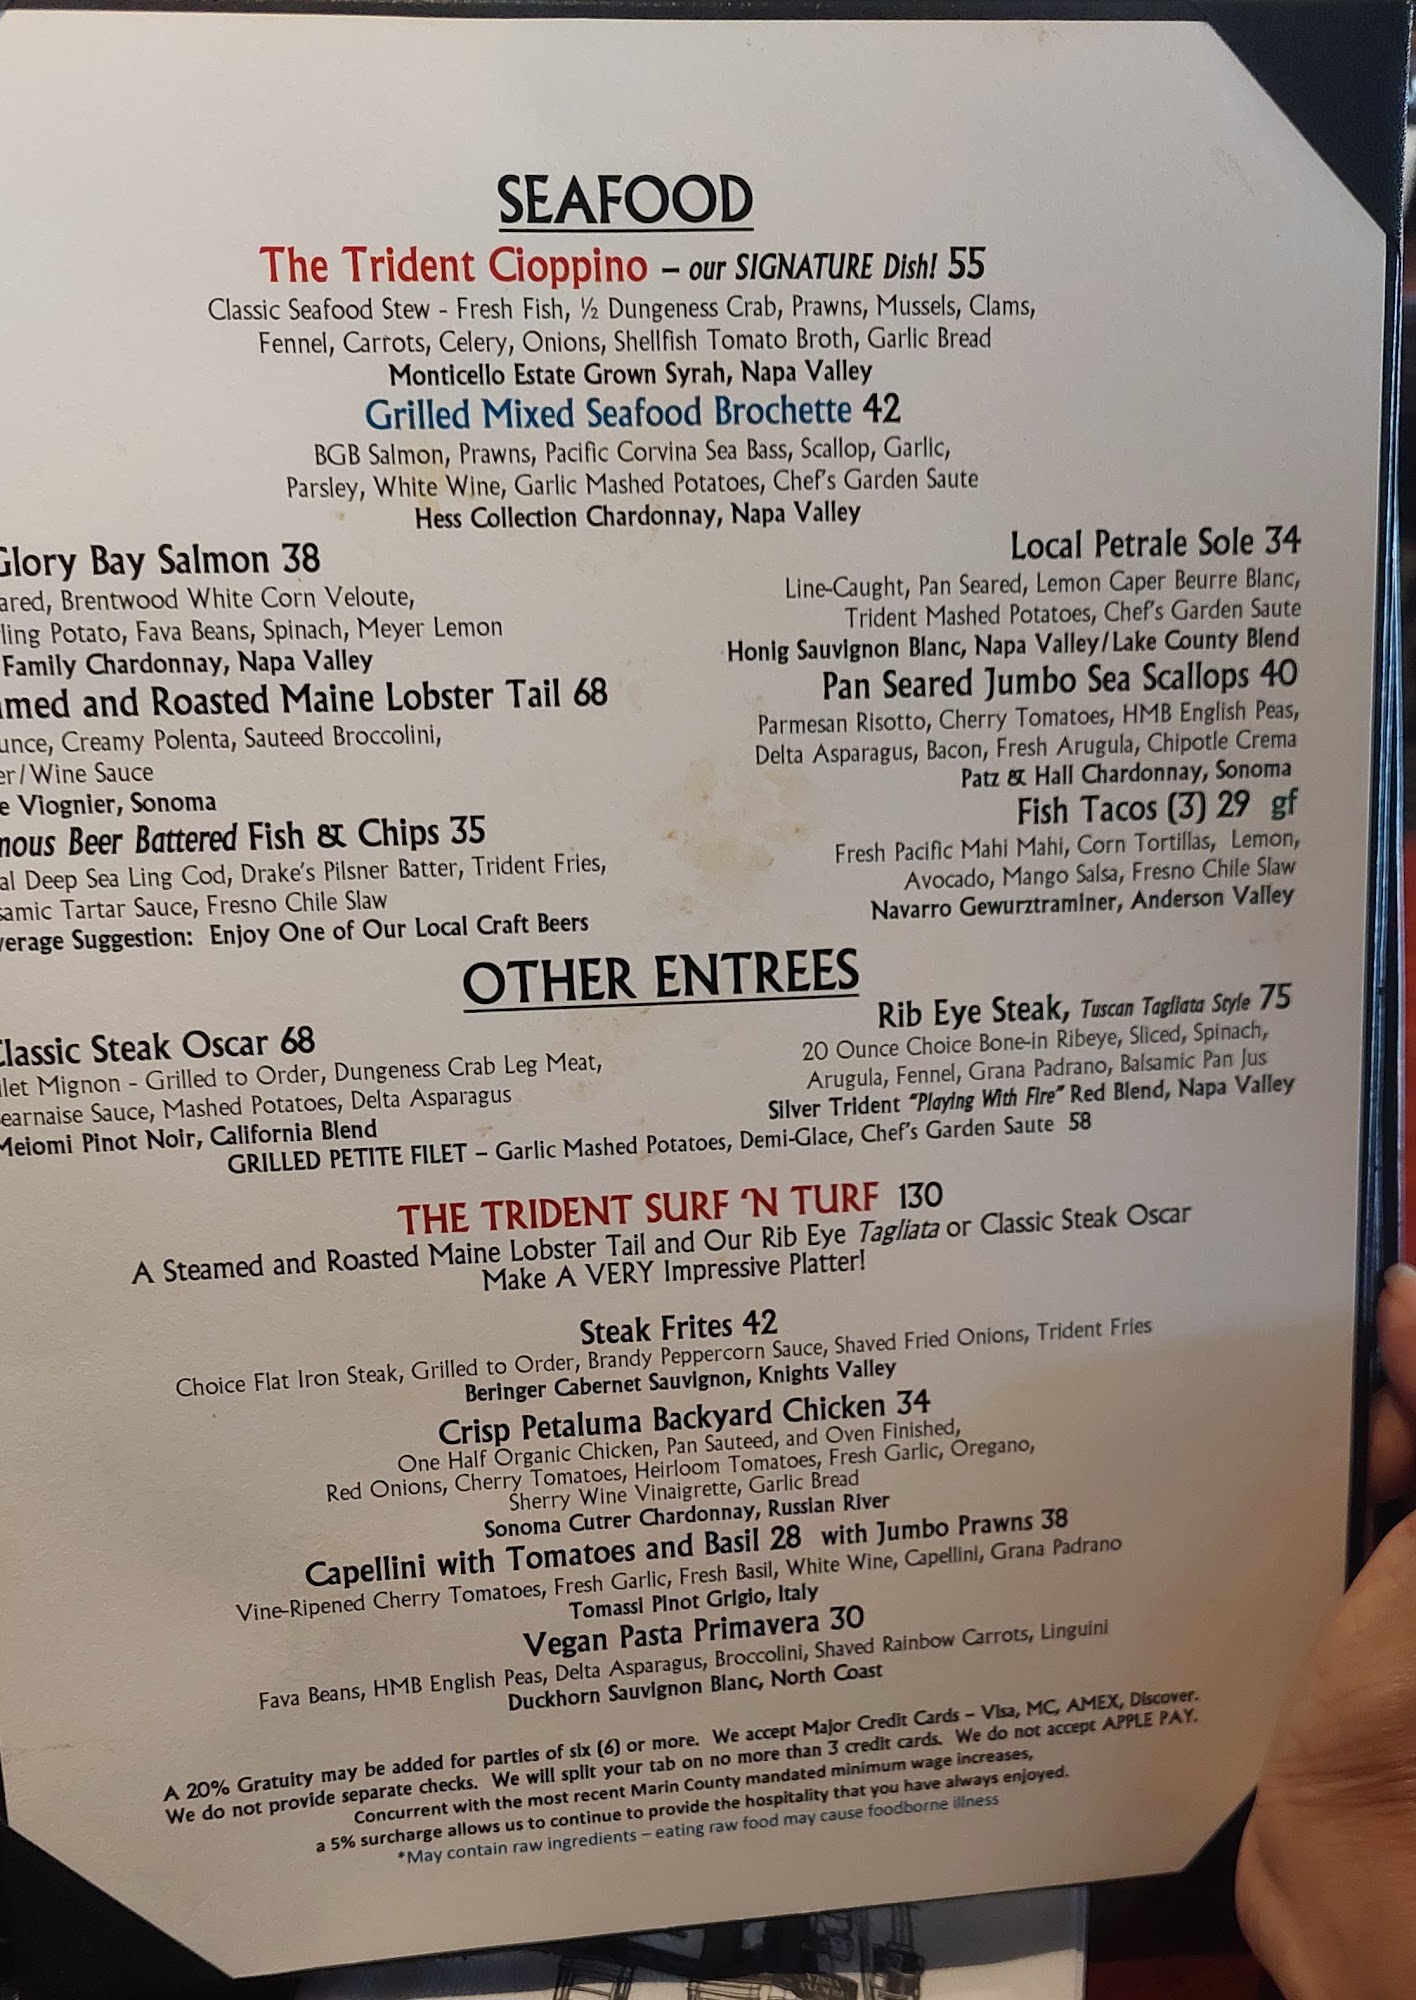 SEAFOOD
The Trident Cioppino – our SIGNATURE Dish! 55
Classic Seafood Stew - Fresh Fish, ½ Dungeness Crab, Prawns, Mussels, Clams,
Fennel, Carrots, Celery, Onions, Shellfish Tomato Broth, Garlic Bread
Monticello Estate Grown Syrah, Napa Valley
Grilled Mixed Seafood Brochette 42
BGB Salmon, Prawns, Pacific Corvina Sea Bass, Scallop, Garlic,
Parsley, White Wine, Garlic Mashed Potatoes, Chef's Garden Saute
Hess Collection Chardonnay, Napa Valley
Glory Bay Salmon 38
ared, Brentwood White Corn Veloute,
ling Potato, Fava Beans, Spinach, Meyer Lemon
Family Chardonnay, Napa Valley
med and Roasted Maine Lobster Tail 68
unce, Creamy Polenta, Sauteed Broccolini,
er/Wine Sauce
e Viognier, Sonoma
mous Beer Battered Fish & Chips 35
al Deep Sea Ling Cod, Drake's Pilsner Batter, Trident Fries,
samic Tartar Sauce, Fresno Chile Slaw
verage Suggestion: Enjoy One of Our Local Craft Beers
Local Petrale Sole 34
Line-Caught, Pan Seared, Lemon Caper Beurre Blanc,
Trident Mashed Potatoes, Chef's Garden Saute
Honig Sauvignon Blanc, Napa Valley/Lake County Blend
Pan Seared Jumbo Sea Scallops 40
Parmesan Risotto, Cherry Tomatoes, HMB English Peas,
Delta Asparagus, Bacon, Fresh Arugula, Chipotle Crema
Patz & Hall Chardonnay, Sonoma
Fish Tacos (3) 29 gf
Fresh Pacific Mahi Mahi, Corn Tortillas, Lemon,
Avocado, Mango Salsa, Fresno Chile Slaw
Navarro Gewurztraminer, Anderson Valley
OTHER ENTREES
Classic Steak Oscar 68
ilet Mignon - Grilled to Order, Dungeness Crab Leg Meat,
earnaise Sauce, Mashed Potatoes, Delta Asparagus
Meiomi Pinot Noir, California Blend
Rib Eye Steak, Tuscan Tagliata Style 75
20 Ounce Choice Bone-in Ribeye, Sliced, Spinach,
Arugula, Fennel, Grana Padrano, Balsamic Pan Jus
Silver Trident "Playing With Fire" Red Blend, Napa Valley
GRILLED PETITE FILET – Garlic Mashed Potatoes, Demi-Glace, Chef's Garden Saute 58
THE TRIDENT SURF 'N TURF 130
A Steamed and Roasted Maine Lobster Tail and Our Rib Eye Tagliata or Classic Steak Oscar
Make A VERY Impressive Platter!
Steak Frites 42
Choice Flat Iron Steak, Grilled to Order, Brandy Peppercorn Sauce, Shaved Fried Onions, Trident Fries
Beringer Cabernet Sauvignon, Knights Valley
Crisp Petaluma Backyard Chicken 34
One Half Organic Chicken, Pan Sauteed, and Oven Finished,
Red Onions, Cherry Tomatoes, Heirloom Tomatoes, Fresh Garlic, Oregano,
Sherry Wine Vinaigrette, Garlic Bread
Sonoma Cutrer Chardonnay, Russian River
Capellini with Tomatoes and Basil 28 with Jumbo Prawns 38
Vine-Ripened Cherry Tomatoes, Fresh Garlic, Fresh Basil, White Wine, Capellini, Grana Padrano
Tomassi Pinot Grigio, Italy
Vegan Pasta Primavera 30
Fava Beans, HMB English Peas, Delta Asparagus, Broccolini, Shaved Rainbow Carrots, Linguini
Duckhorn Sauvignon Blanc, North Coast
A 20% Gratuity may be added for parties of six (6) or more. We accept Major Credit Cards – Visa, MC, AMEX, Discover.
We do not provide separate checks. We will split your tab on no more than 3 credit cards. We do not accept APPLE PAY.
Concurrent with the most recent Marin County mandated minimum wage increases,
a 5% surcharge allows us to continue to provide the hospitality that you have always enjoyed.
*May contain raw ingredients – eating raw food may cause foodborne illness